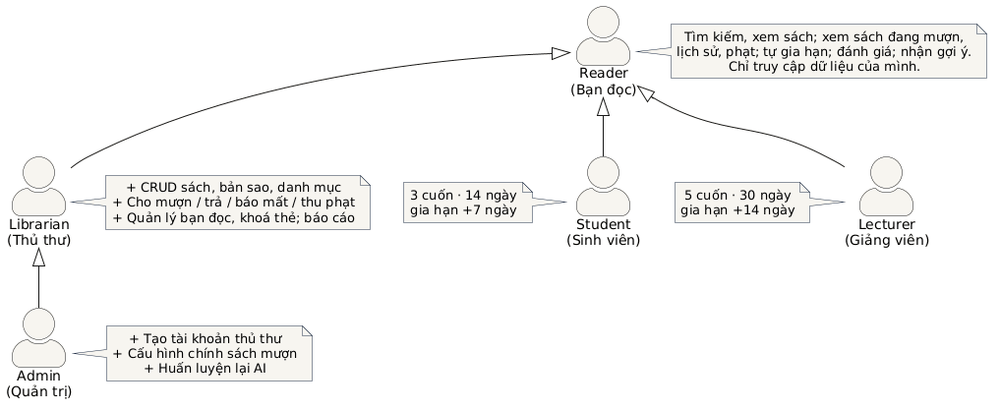 Reader
(Bạn đọc)
Tìm kiếm, xem sách; xem sách đang mượn,
lịch sử, phạt; tự gia hạn; đánh giá; nhận gợi ý.
Chỉ truy cập dữ liệu của mình.
Librarian
(Thủ thư)
+ CRUD sách, bản sao, danh mục
+ Cho mượn / trả / báo mất / thu phạt
+ Quản lý bạn đọc, khoá thẻ; báo cáo
3 cuốn · 14 ngày
gia hạn +7 ngày
Student
(Sinh viên)
5 cuốn · 30 ngày
gia hạn +14 ngày
Lecturer
(Giảng viên)
Admin
(Quản trị)
+ Tạo tài khoản thủ thư
+ Cấu hình chính sách mượn
+ Huấn luyện lại AI